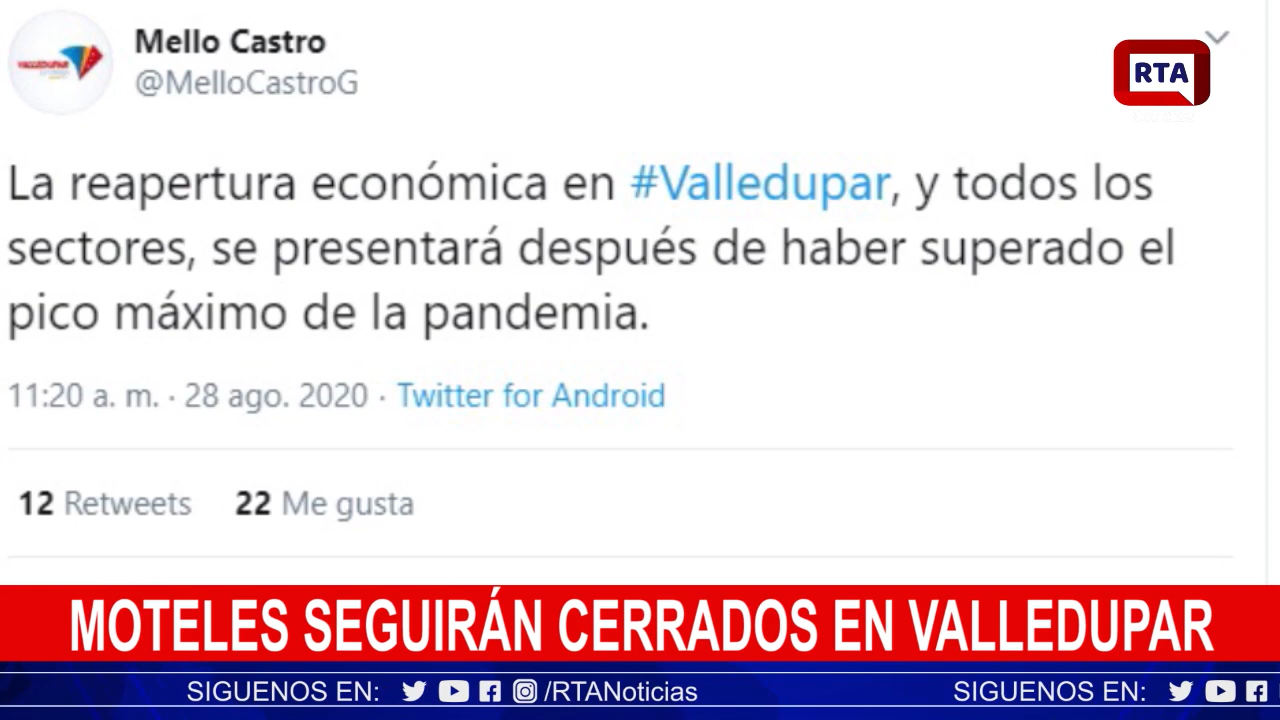 Mello Castro
@MelloCastroG
VALLEDUPAR
RTA
La reapertura económica en #Valledupar, y todos los
sectores, se presentará después de haber superado el
pico máximo de la pandemia.
11:20 a. m. · 28 ago. 2020 · Twitter for Android
12 Retweets 22 Me gusta
MOTELES SEGUIRÁN CERRADOS EN VALLEDUPAR
SIGUENOS EN: /RTANoticias SIGUENOS EN: